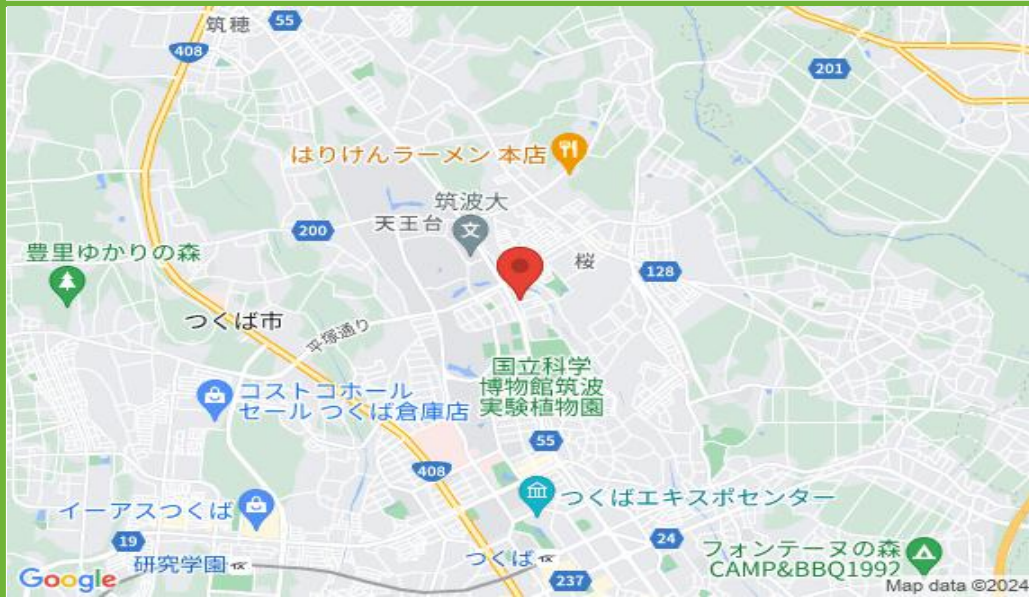 筑穂
55
408
201
はりけんラーメン 本店
筑波大
天王台
文
200
桜
128
豊里ゆかりの森
つくば市
平塚通り
国立科学
博物館筑波
実験植物園
コストコホール
セール つくば倉庫店
55
408
つくばエキスポセンター
イーアスつくば
19
研究学園
つくば
24
フォンテーヌの森
CAMP&BBQ1992
237
Google
Map data ©2024